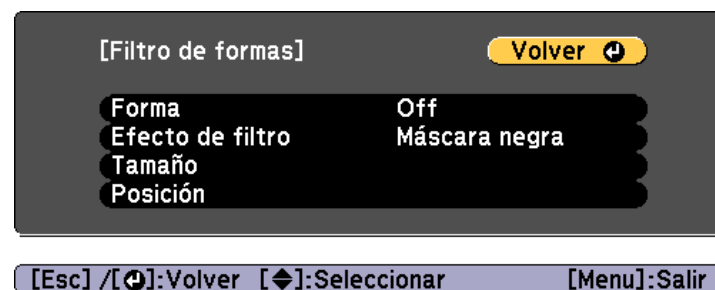 [Filtro de formas] Volver
Forma Off
Efecto de filtro Máscara negra
Tamaño
Posición
[Esc] /[⏎]:Volver [◆]:Seleccionar [Menu]:Salir